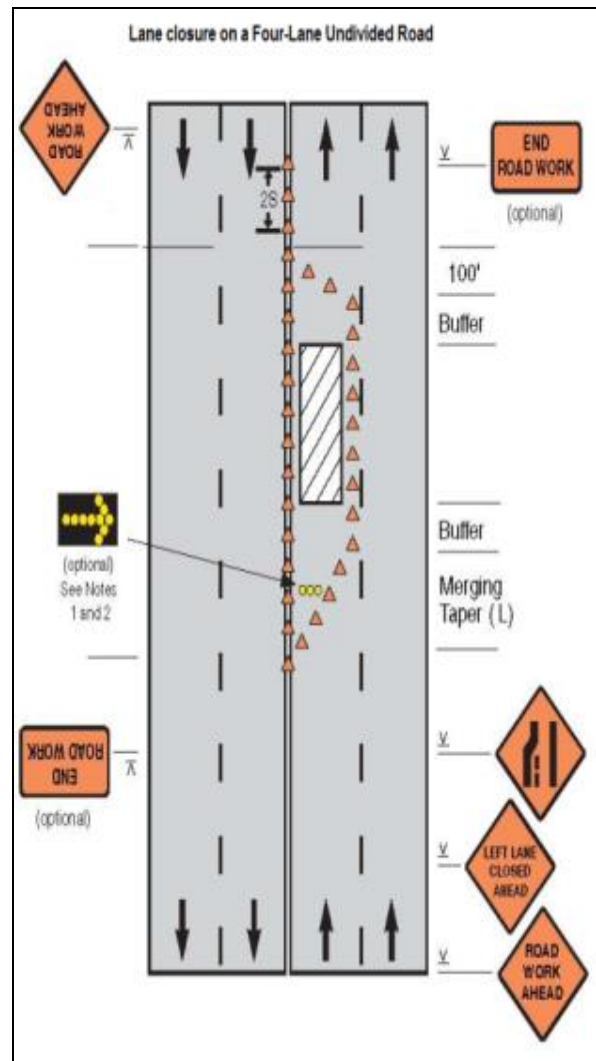 Lane closure on a Four-Lane Undivided Road
ROAD
WORK
AHEAD
END
ROAD WORK
(optional)
2S
100'
Buffer
(optional)
See Notes
1 and 2
Buffer
Merging
Taper ( L )
END
ROAD WORK
(optional)
LEFT LANE
CLOSED
AHEAD
ROAD
WORK
AHEAD